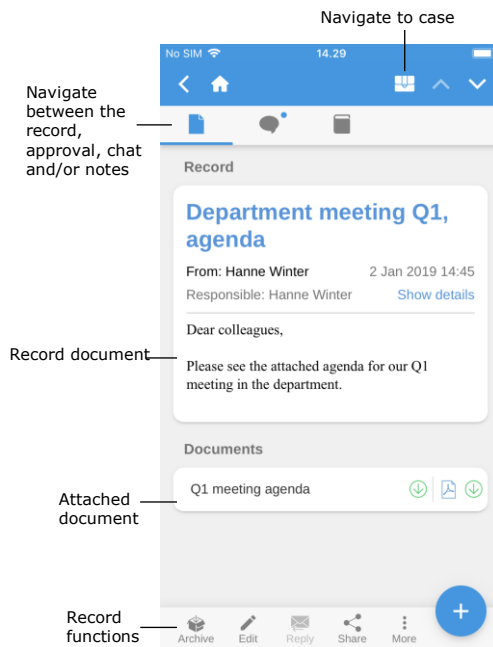 Navigate to case
No SIM
14.29
Navigate
between the
record,
approval, chat
and/or notes
Record
Department meeting Q1,
agenda
From: Hanne Winter 2 Jan 2019 14:45
Responsible: Hanne Winter Show details
Dear colleagues,
Record document
Please see the attached agenda for our Q1
meeting in the department.
Documents
Attached
document
Q1 meeting agenda
Record
functions
Archive Edit Reply Share More